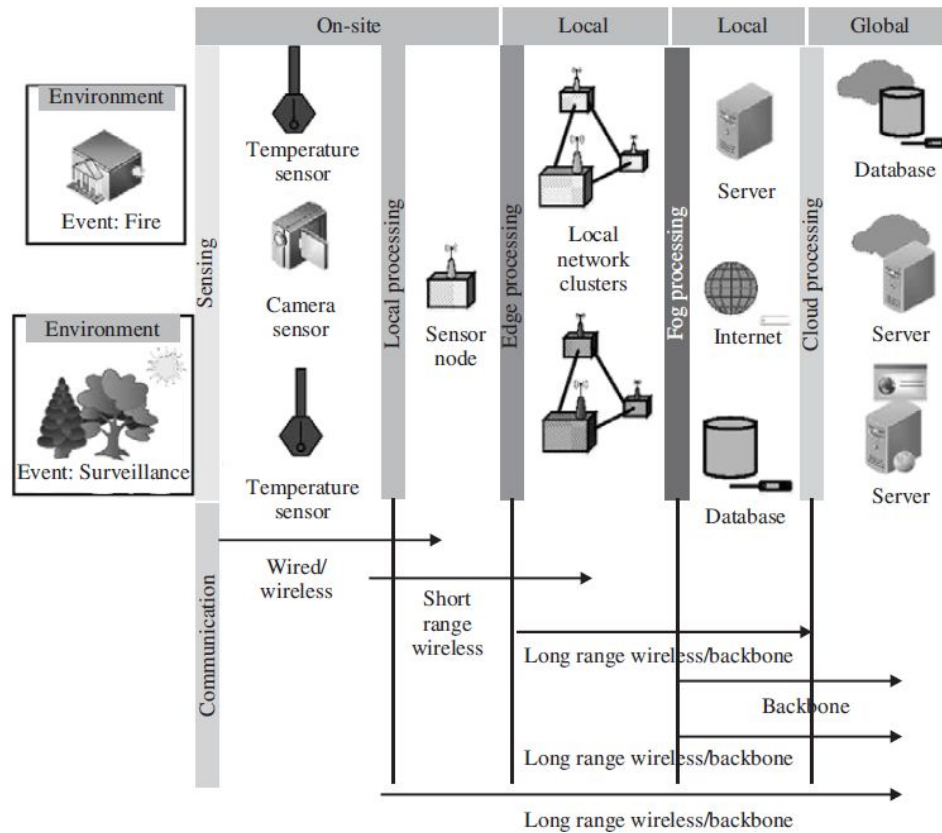 On-site
Local
Local
Global
Environment
Event: Fire
Environment
Event: Surveillance
Sensing
Temperature
sensor
Camera
sensor
Temperature
sensor
Local processing
Sensor
node
Edge processing
Local
network
clusters
Fog processing
Server
Internet
Database
Cloud processing
Database
Server
Server
Communication
Wired/
wireless
Short
range
wireless
Long range wireless/backbone
Backbone
Long range wireless/backbone
Long range wireless/backbone